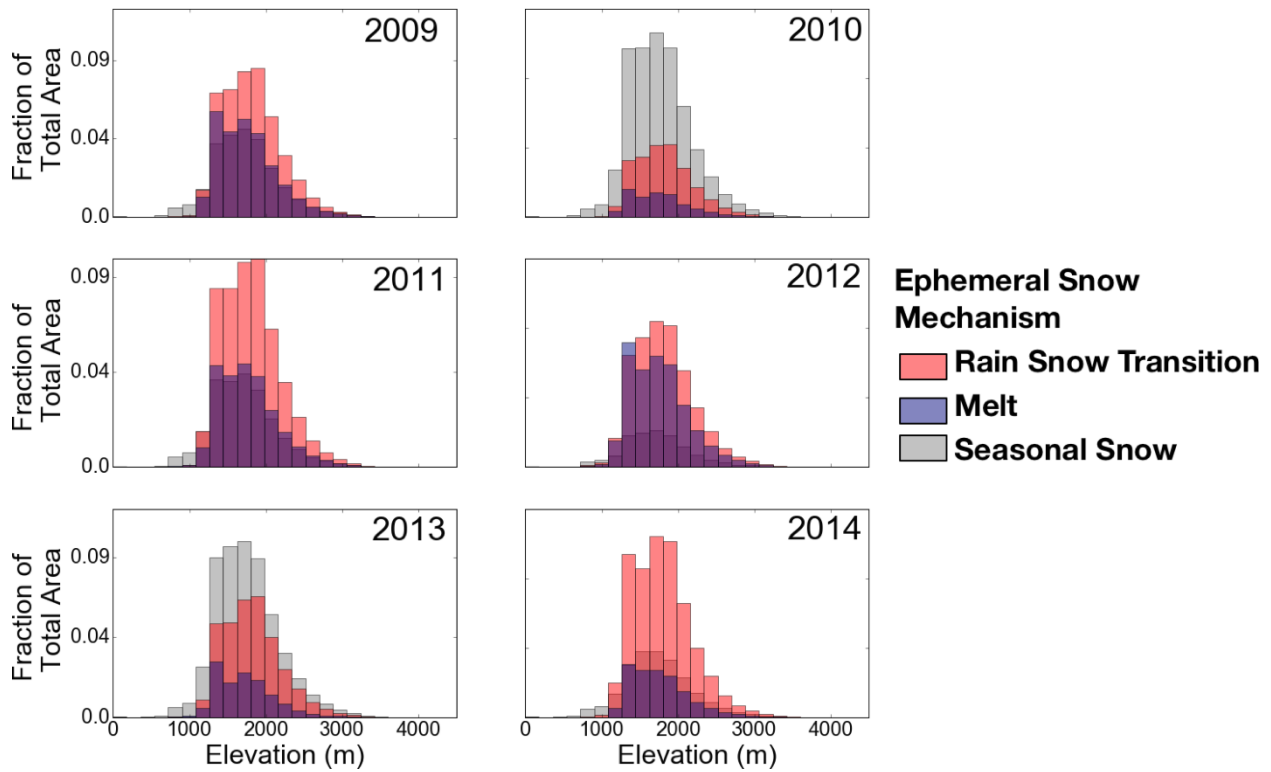 2009
2010
Fraction of
Total Area
0.09
0.04
0.0
2011
2012
Fraction of
Total Area
0.09
0.04
0.0
Ephemeral Snow
Mechanism
Rain Snow Transition
Melt
Seasonal Snow
2013
2014
Fraction of
Total Area
0.09
0.04
0.0
1000 2000 3000 4000
Elevation (m)
0 1000 2000 3000 4000
Elevation (m)